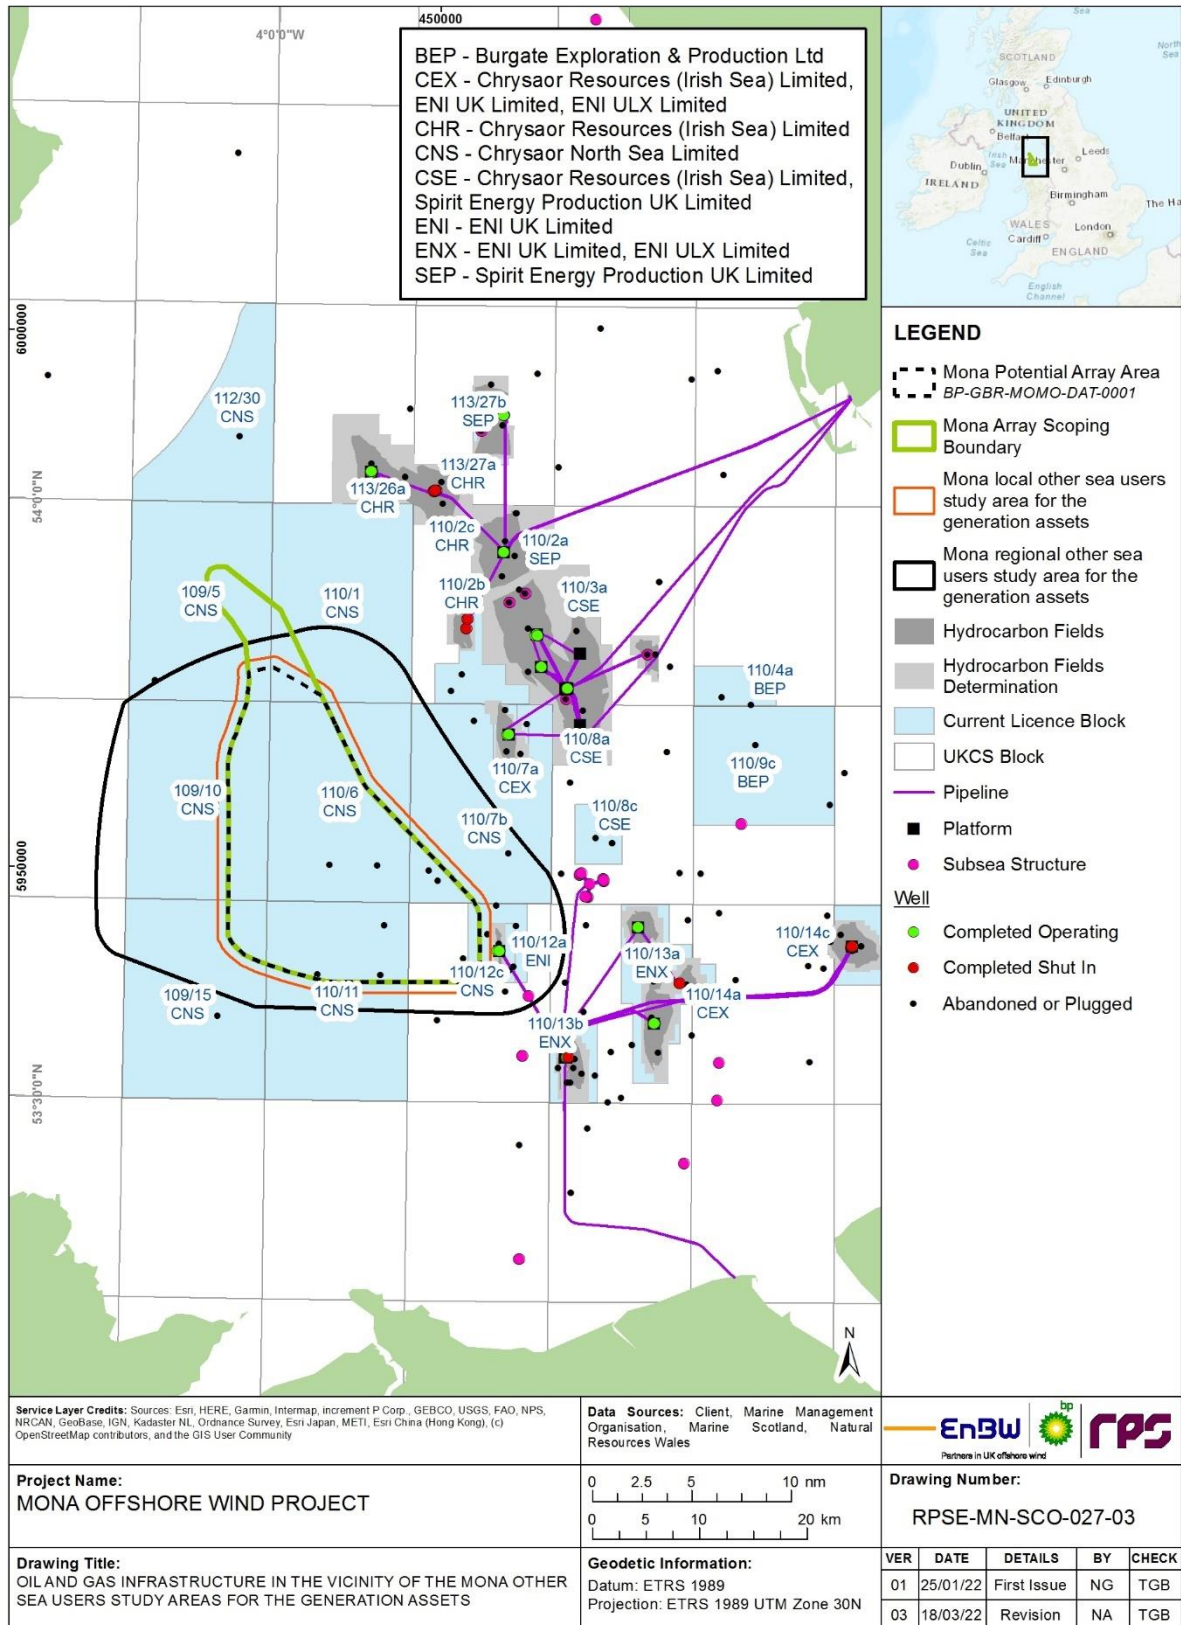 450000
4°0'0"W
BEP - Burgate Exploration & Production Ltd
CEX - Chrysaor Resources (Irish Sea) Limited,
ENI UK Limited, ENI ULX Limited
CHR - Chrysaor Resources (Irish Sea) Limited
CNS - Chrysaor North Sea Limited
CSE - Chrysaor Resources (Irish Sea) Limited,
Spirit Energy Production UK Limited
ENI - ENI UK Limited
ENX - ENI UK Limited, ENI ULX Limited
SEP - Spirit Energy Production UK Limited
Sea
North
Sea
SCOTLAND
Glasgow
Edinburgh
UNITED
KINGDOM
Belfast
Irish
Sea
Manchester
Leeds
Dublin
IRELAND
Birmingham
The Ha
WALES
Cardiff
London
ENGLAND
Celtic
Sea
English
Channel
6000000
54°0'0"N
5950000
53°30'0"N
112/30
CNS
113/27b
SEP
113/27a
CHR
113/26a
CHR
110/2c
CHR
110/2a
SEP
109/5
CNS
110/1
CNS
110/2b
CHR
110/3a
CSE
110/4a
BEP
110/8a
CSE
110/7a
CEX
110/9c
BEP
109/10
CNS
110/6
CNS
110/7b
CNS
110/8c
CSE
110/12a
ENI
110/13a
ENX
110/14c
CEX
110/12c
CNS
109/15
CNS
110/11
CNS
110/14a
CEX
110/13b
ENX
N
LEGEND
Mona Potential Array Area
BP-GBR-MOMO-DAT-0001
Mona Array Scoping
Boundary
Mona local other sea users
study area for the
generation assets
Mona regional other sea
users study area for the
generation assets
Hydrocarbon Fields
Hydrocarbon Fields
Determination
Current Licence Block
UKCS Block
Pipeline
Platform
Subsea Structure
Well
Completed Operating
Completed Shut In
Abandoned or Plugged
Service Layer Credits: Sources: Esri, HERE, Garmin, Intermap, increment P Corp., GEBCO, USGS, FAO, NPS,
NRCAN, GeoBase, IGN, Kadaster NL, Ordnance Survey, Esri Japan, METI, Esri China (Hong Kong), (c)
OpenStreetMap contributors, and the GIS User Community
Data Sources: Client, Marine Management
Organisation, Marine Scotland, Natural
Resources Wales
EnBW
Partners in UK offshore wind
bp
rps
Project Name:
MONA OFFSHORE WIND PROJECT
0 2.5 5 10 nm
0 5 10 20 km
Drawing Number:
RPSE-MN-SCO-027-03
Drawing Title:
OIL AND GAS INFRASTRUCTURE IN THE VICINITY OF THE MONA OTHER
SEA USERS STUDY AREAS FOR THE GENERATION ASSETS
Geodetic Information:
Datum: ETRS 1989
Projection: ETRS 1989 UTM Zone 30N
VER DATE DETAILS BY CHECK
01 25/01/22 First Issue NG TGB
03 18/03/22 Revision NA TGB